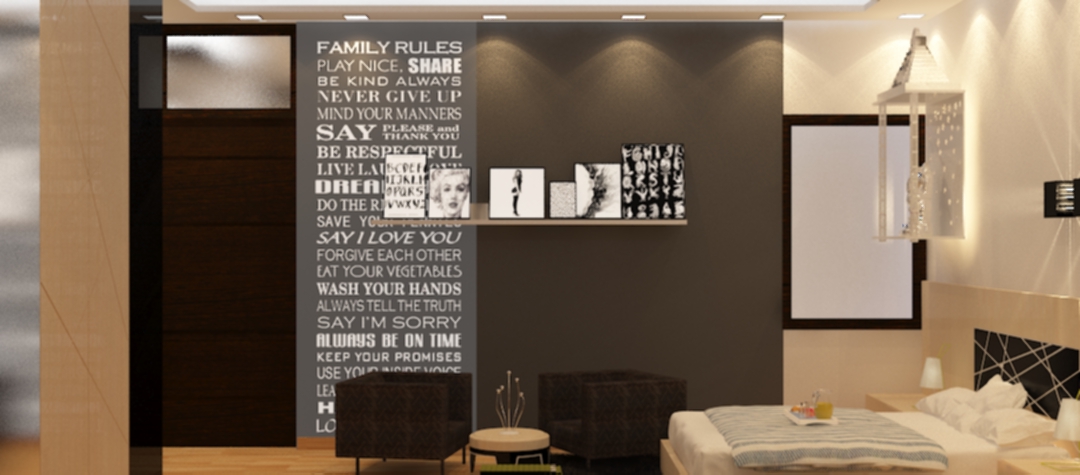 FAMILY RULES
PLAY NICE, SHARE
BE KIND ALWAYS
NEVER GIVE UP
MIND YOUR MANNERS
SAY PLEASE and THANK YOU
BE RESPECTFUL
LIVE
DO THE
SAVE
SAY I LOVE YOU
FORGIVE EACH OTHER
EAT YOUR VEGETABLES
WASH YOUR HANDS
ALWAYS TELL THE TRUTH
SAY I'M SORRY
ALWAYS BE ON TIME
KEEP YOUR PROMISES
USE YOUR INSIDE VOICE